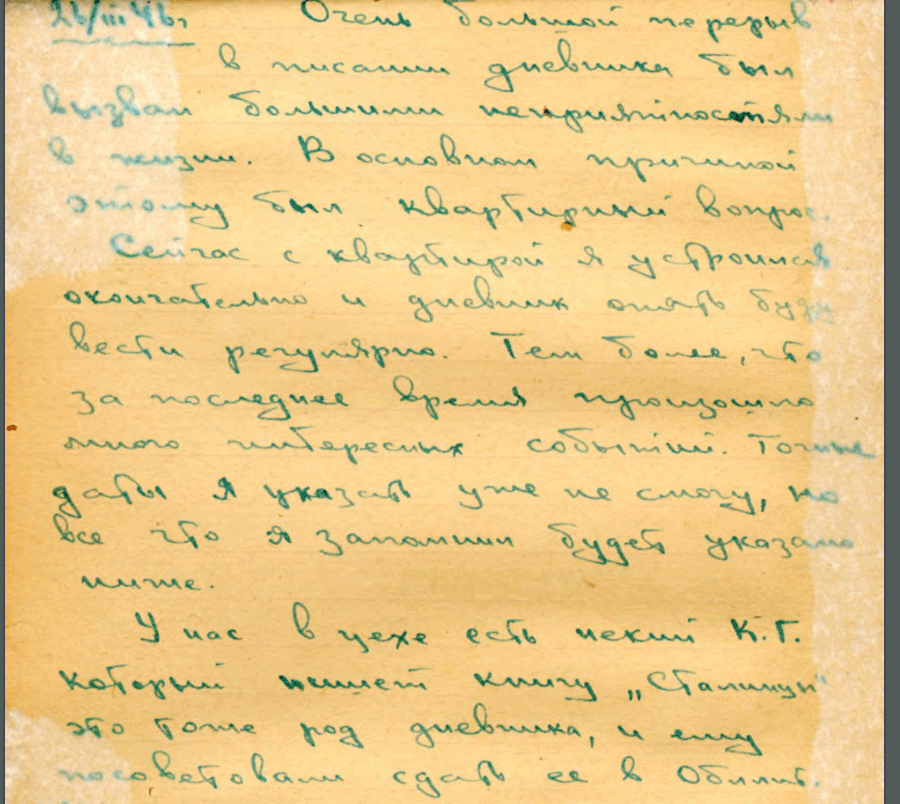 26/III 46г Очень большой перерыв
в писании дневника был
вызван большими неприятностями
в жизни. В основном причиной
этому был квартирный вопрос.
Сейчас с квартирой я устроился
окончательно и дневник опять буду
вести регулярно. Тем более, что
за последнее время произошло
много интересных событий. Точные
даты я указать уже не смогу, но
все что я запомнил будет указано
ниже.
У нас в цехе есть некий К.Г.
который пишет книгу
это тоже род дневника, и ему
посоветовали сдать ее в Обллит.